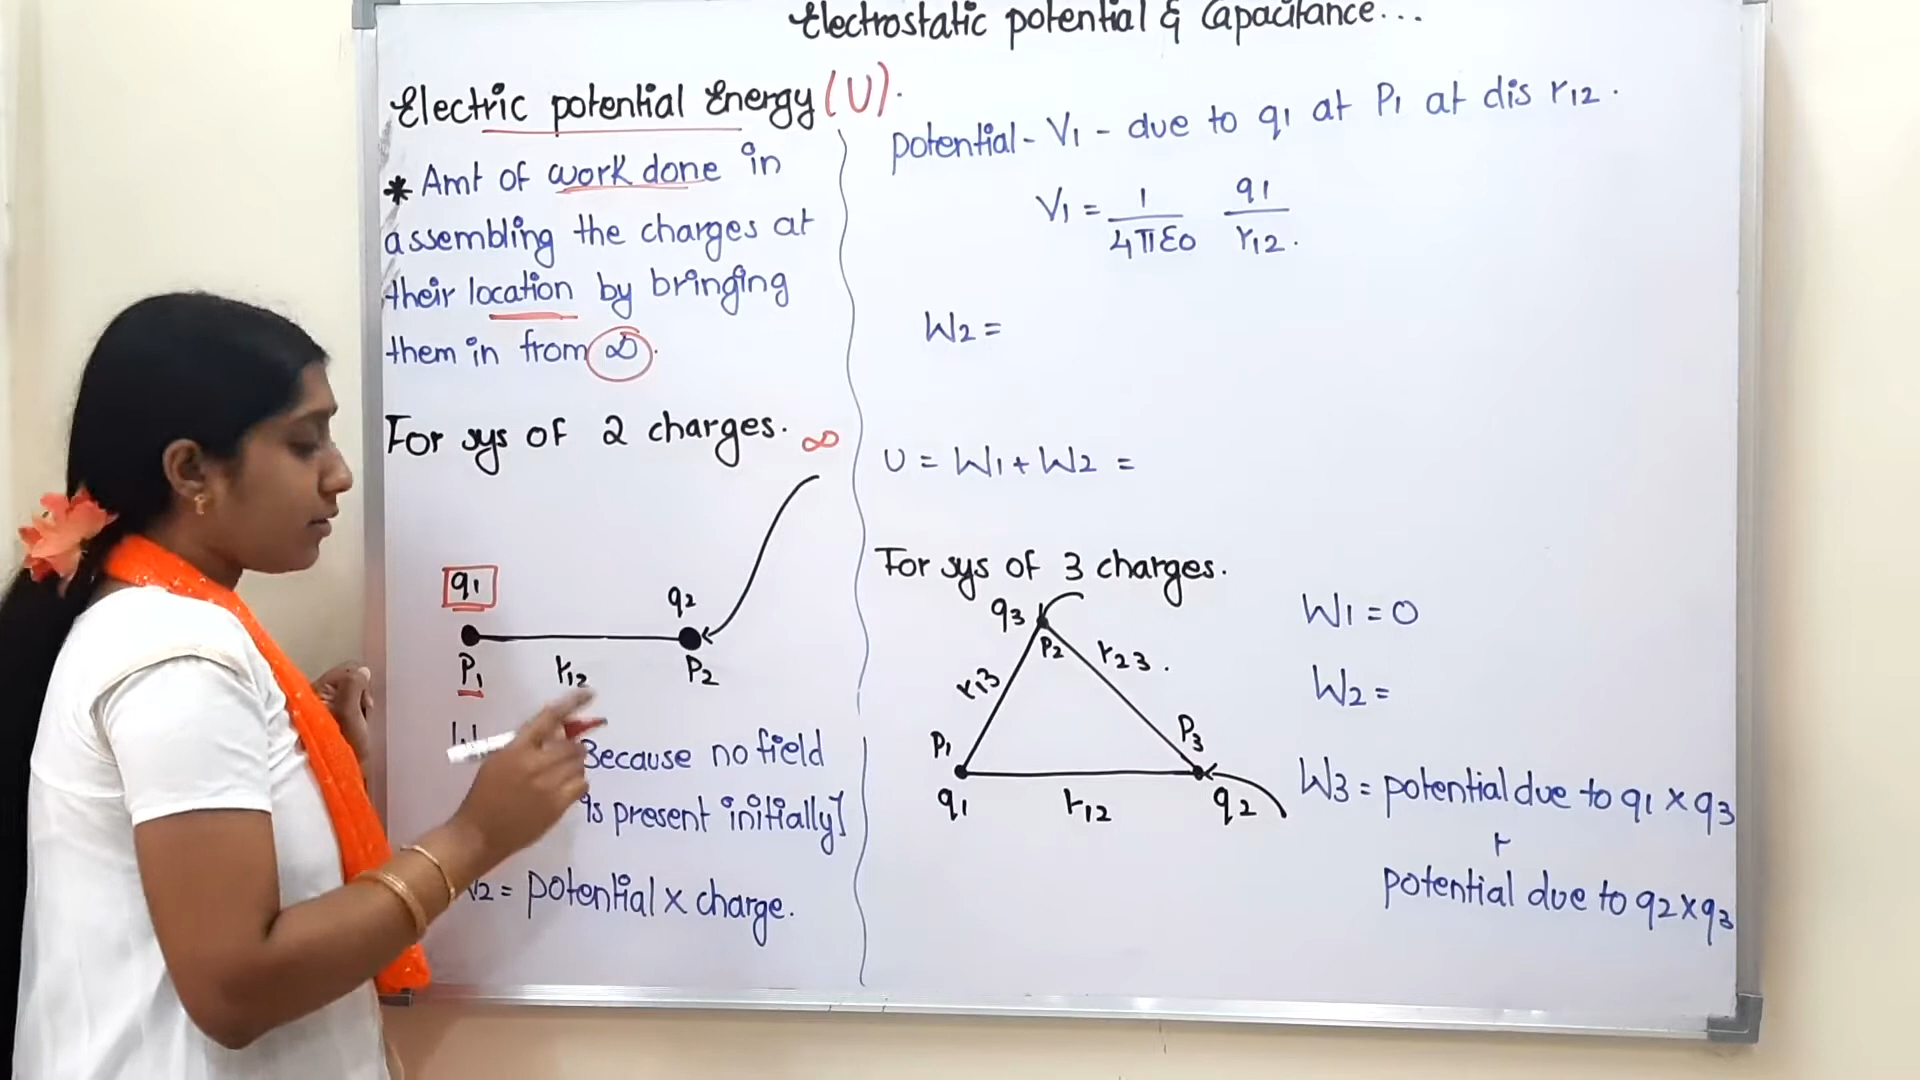 Electrostatic potential & Capacitance...
Electric potential Energy (U).
* Amt of work done in
assembling the charges at
their location by bringing
them in from ∞.
For sys of 2 charges.
∞
q1
q2
P1
r12
P2
Because no field
is present initially]
W2 = potential x charge.
potential - V1 - due to q1 at P1 at dis r12.
V1 = 1/4πε0 q1/r12.
W2 =
U = W1 + W2 =
For sys of 3 charges.
q3
P2
r13
r23.
P1
P3
q1
r12
q2
W1 = 0
W2 =
W3 = potential due to q1 x q3
+
potential due to q2 x q3